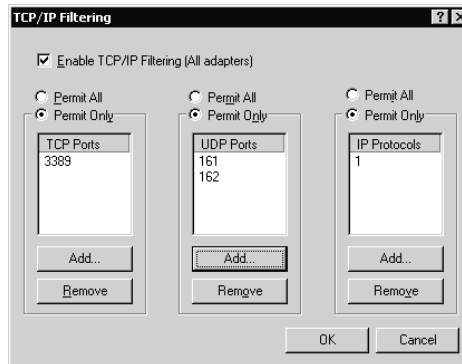 TCP/IP Filtering
Enable TCP/IP Filtering (All adapters)
Permit All
Permit Only
TCP Ports
3389
Add...
Remove
Permit All
Permit Only
UDP Ports
161
162
Add...
Remove
Permit All
Permit Only
IP Protocols
1
Add...
Remove
OK
Cancel